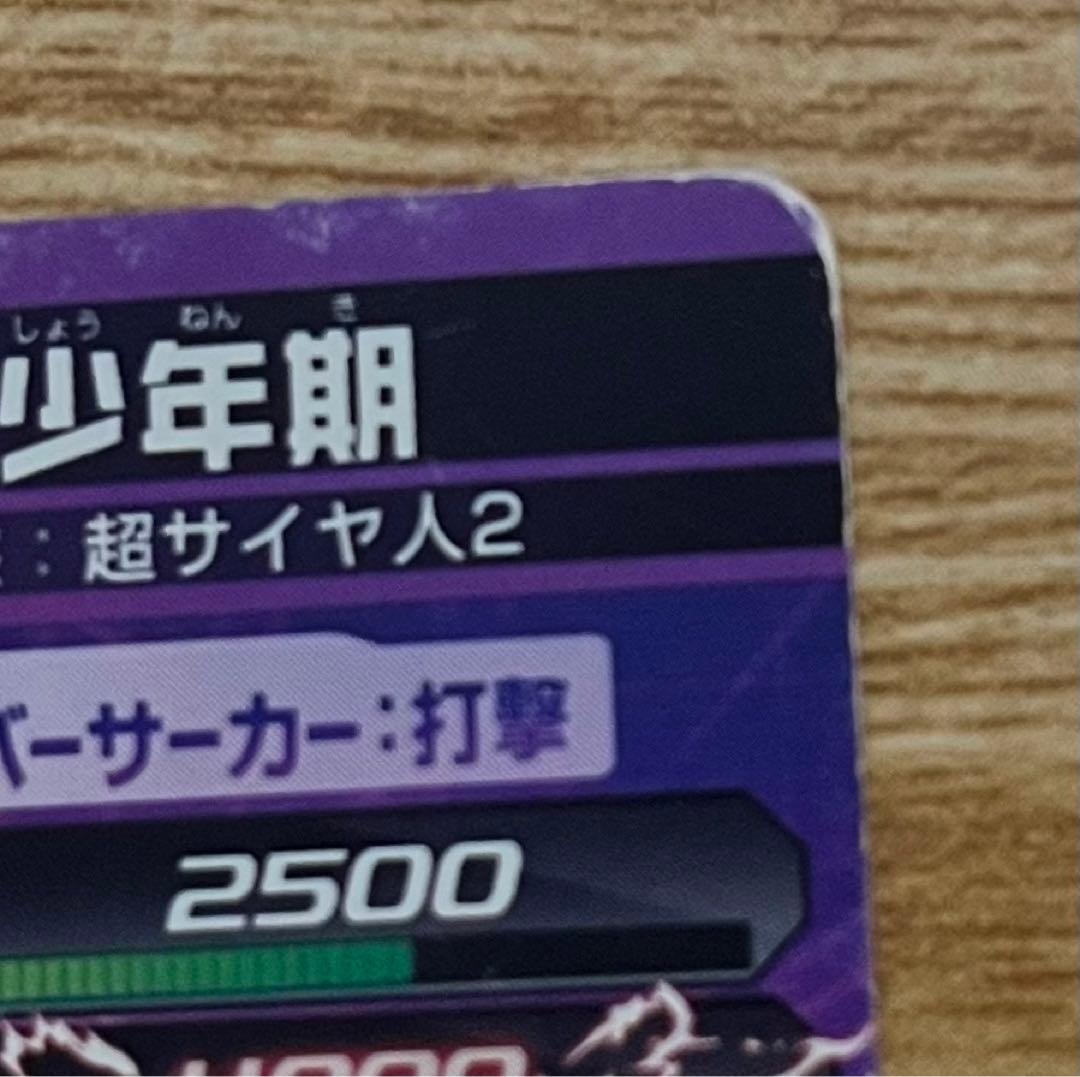 しょう ねん き
少年期
：超サイヤ人2
バーサーカー：打撃
2500